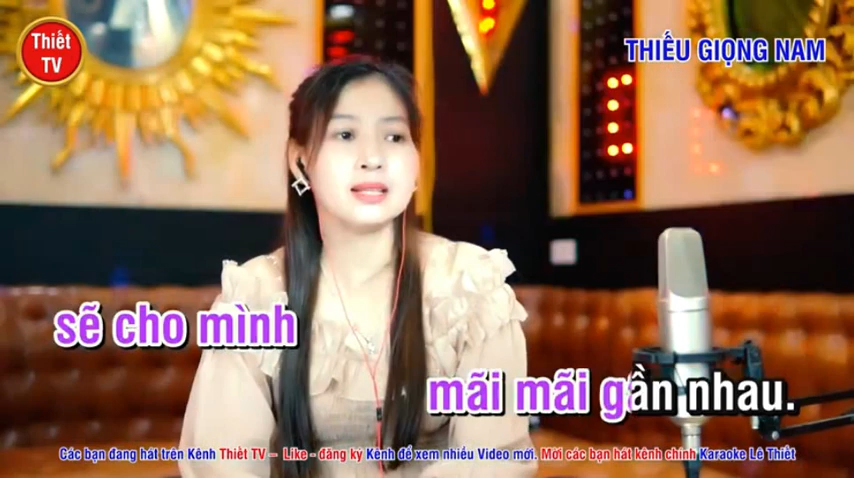 Thiết
TV
THIẾU GIỌNG NAM
sẽ cho mình
mãi mãi gần nhau.
Các bạn đang hát trên Kênh Thiết TV – Like - đăng ký Kênh để xem nhiều Video mới. Mời các bạn hát kênh chính Karaoke Lê Thiết